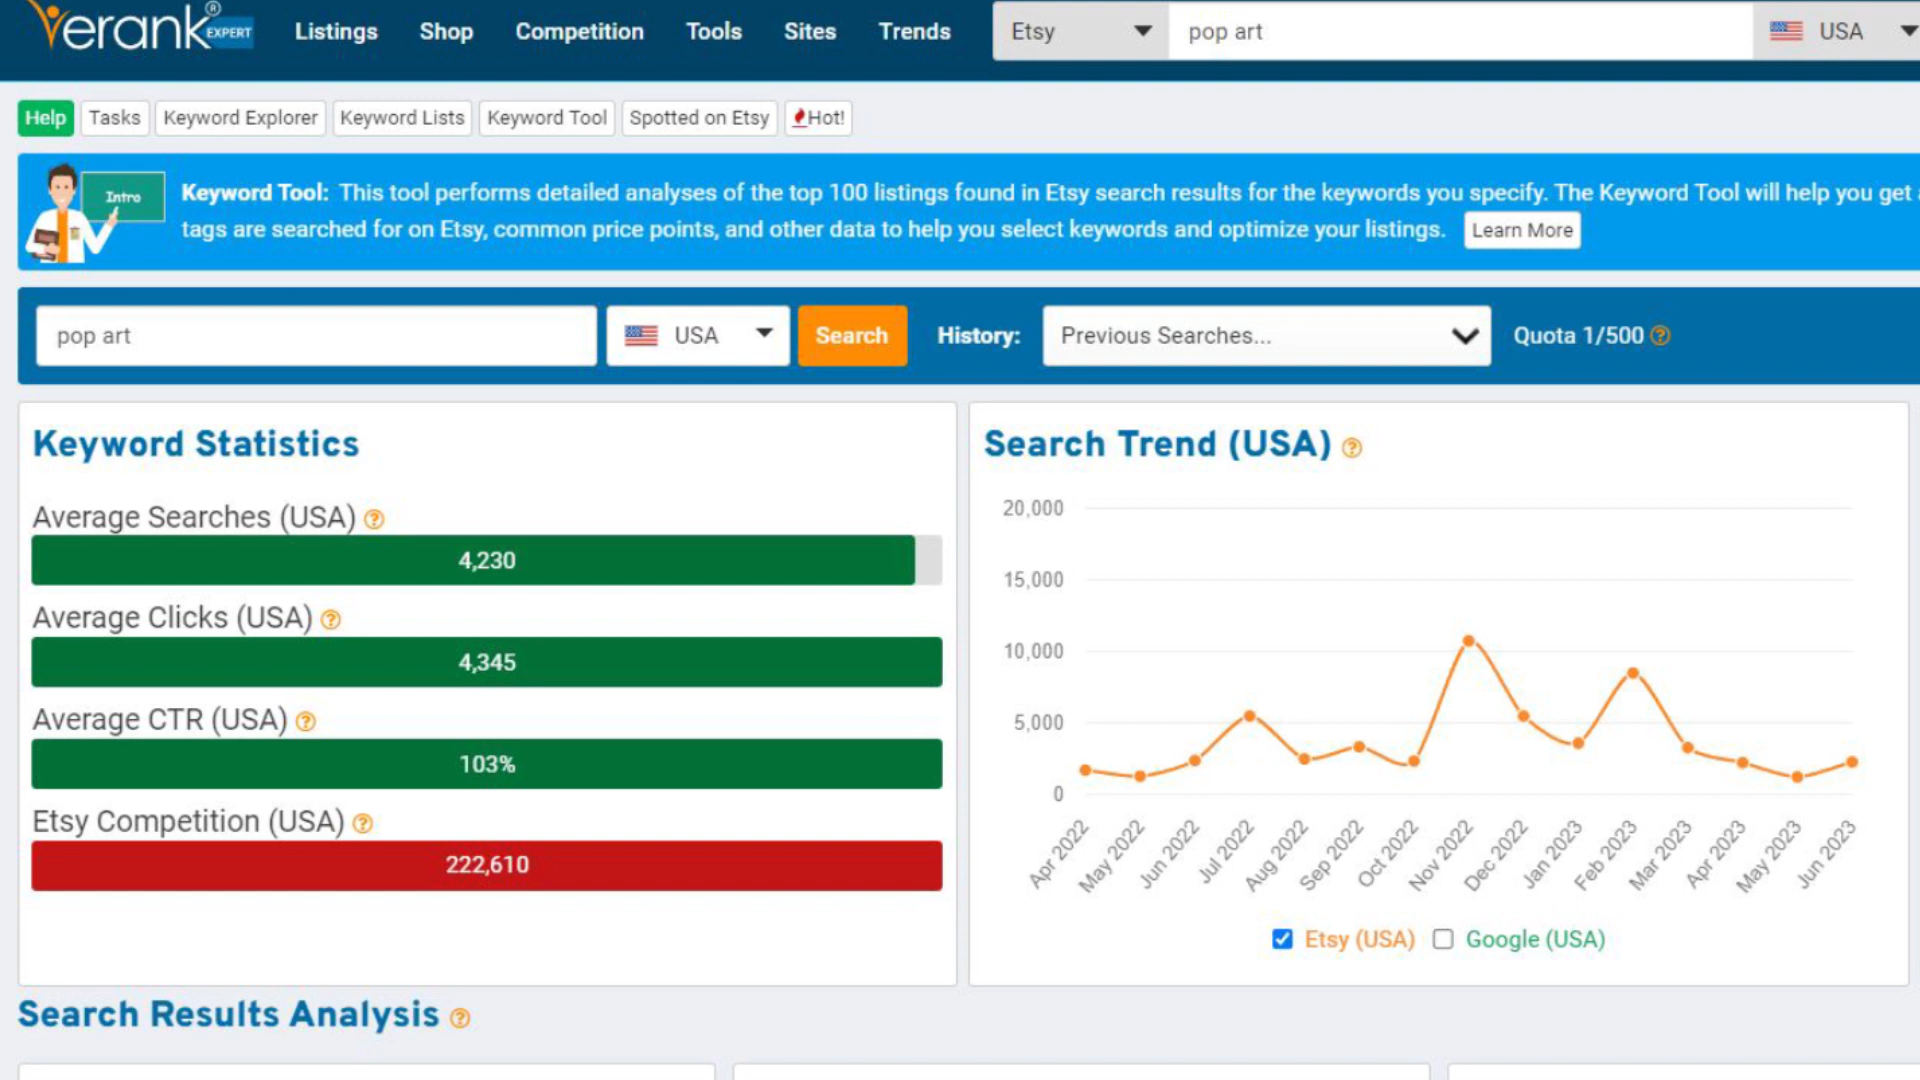 erank® EXPERT
Listings Shop Competition Tools Sites Trends Etsy pop art USA
Help Tasks Keyword Explorer Keyword Lists Keyword Tool Spotted on Etsy Hot!
Intro
Keyword Tool: This tool performs detailed analyses of the top 100 listings found in Etsy search results for the keywords you specify. The Keyword Tool will help you get
tags are searched for on Etsy, common price points, and other data to help you select keywords and optimize your listings. Learn More
pop art USA Search History: Previous Searches... Quota 1/500
Keyword Statistics
Average Searches (USA)
4,230
Average Clicks (USA)
4,345
Average CTR (USA)
103%
Etsy Competition (USA)
222,610
Search Trend (USA)
20,000
15,000
10,000
5,000
0
Apr 2022 May 2022 Jun 2022 Jul 2022 Aug 2022 Sep 2022 Oct 2022 Nov 2022 Dec 2022 Jan 2023 Feb 2023 Mar 2023 Apr 2023 May 2023 Jun 2023
Etsy (USA) Google (USA)
Search Results Analysis